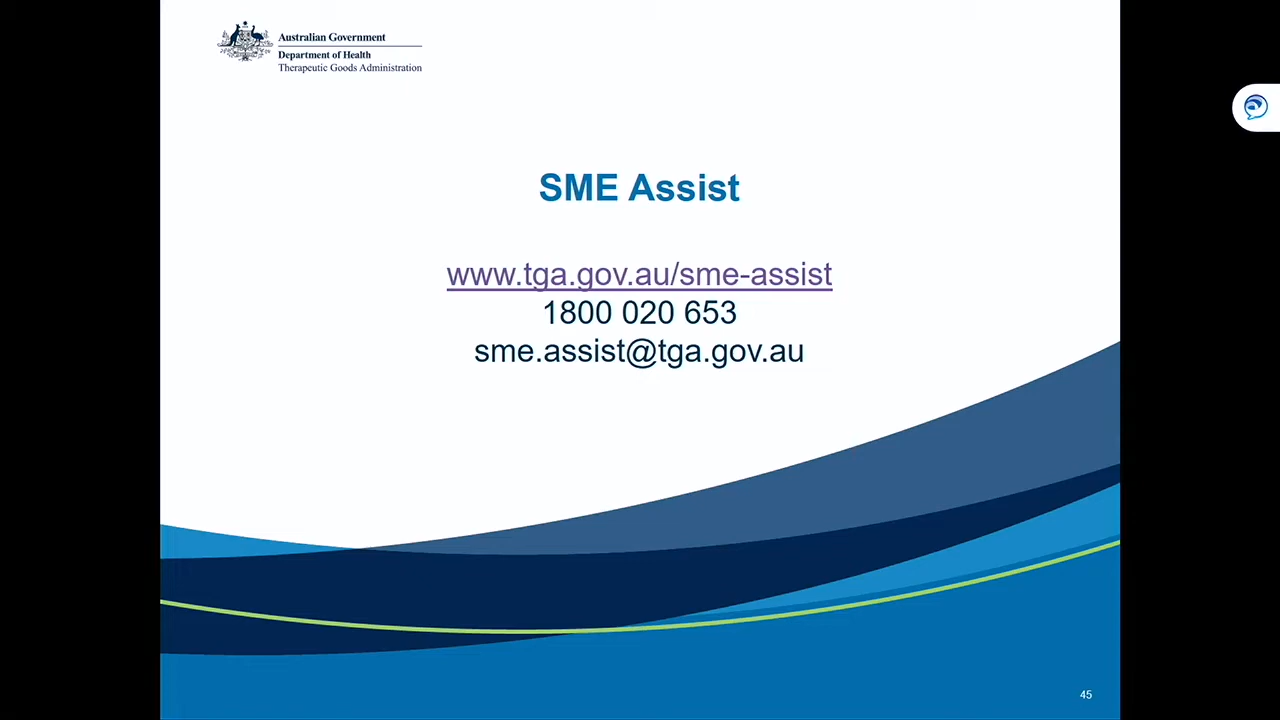 Australian Government
Department of Health
Therapeutic Goods Administration
SME Assist
www.tga.gov.au/sme-assist
1800 020 653
sme.assist@tga.gov.au
45